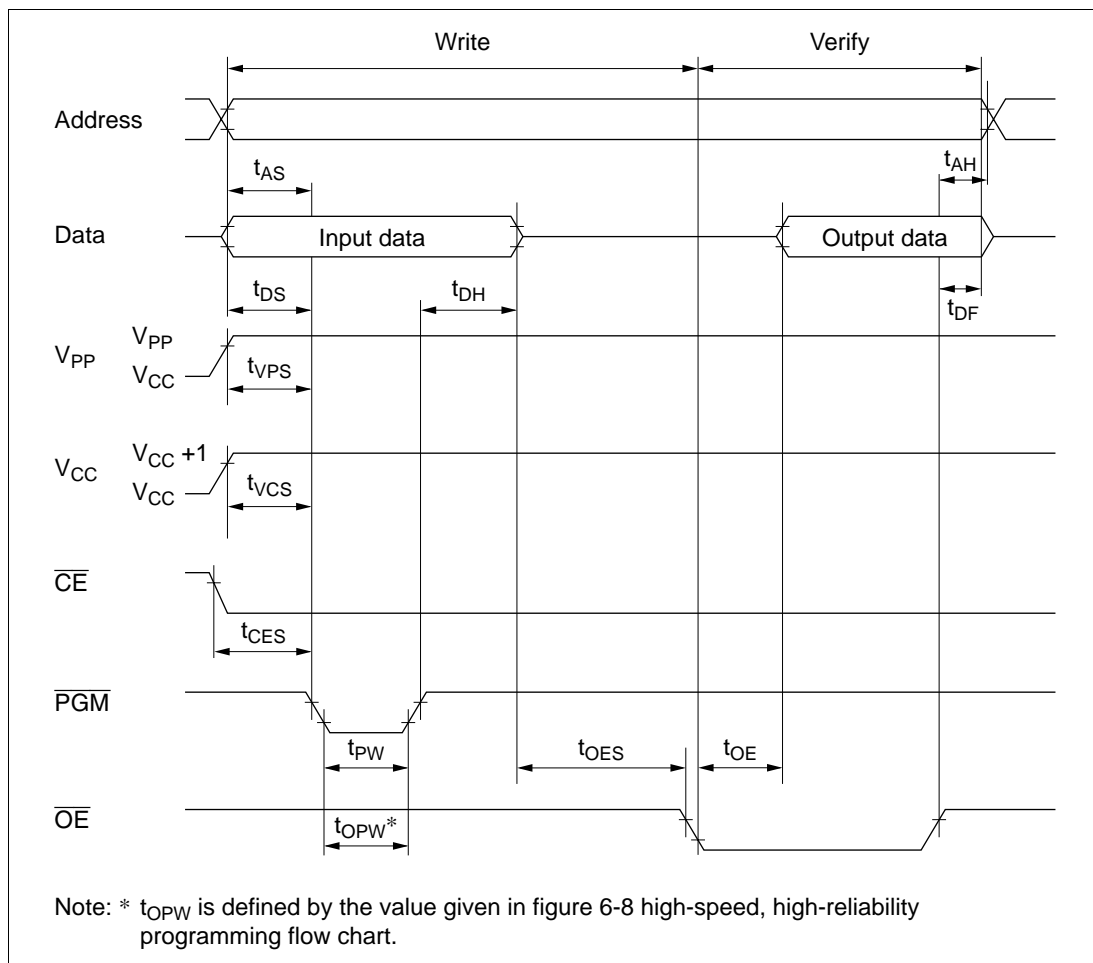 Write Verify
Address
tAS tAH
Data Input data Output data
tDS tDH tDF
VPP VPP
VCC
tVPS
VCC VCC +1
VCC
tVCS
CE
tCES
PGM
tPW tOES tOE
OE
tOPW*
Note: * tOPW is defined by the value given in figure 6-8 high-speed, high-reliability
programming flow chart.